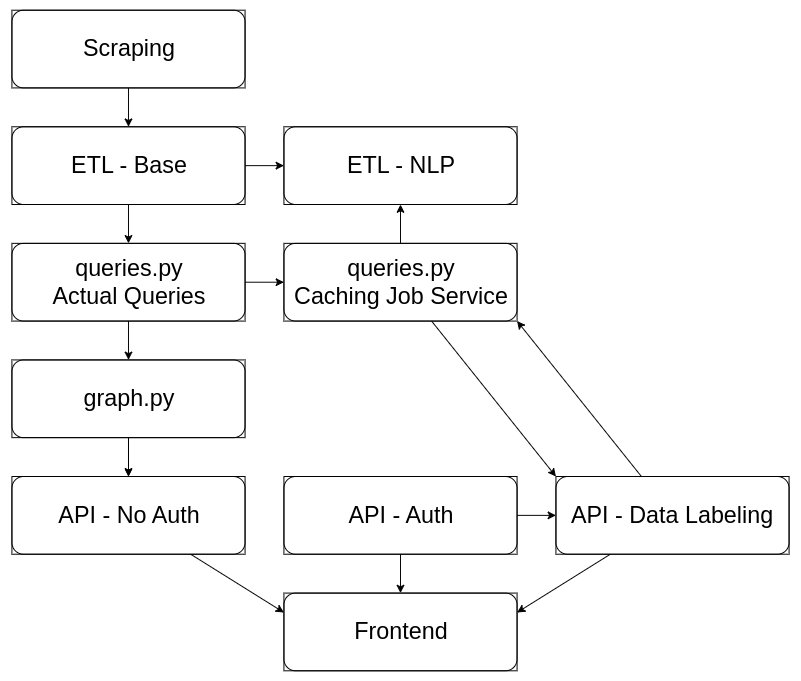 Scraping
ETL - Base
ETL - NLP
queries.py
Actual Queries
queries.py
Caching Job Service
graph.py
API - No Auth
API - Auth
API - Data Labeling
Frontend